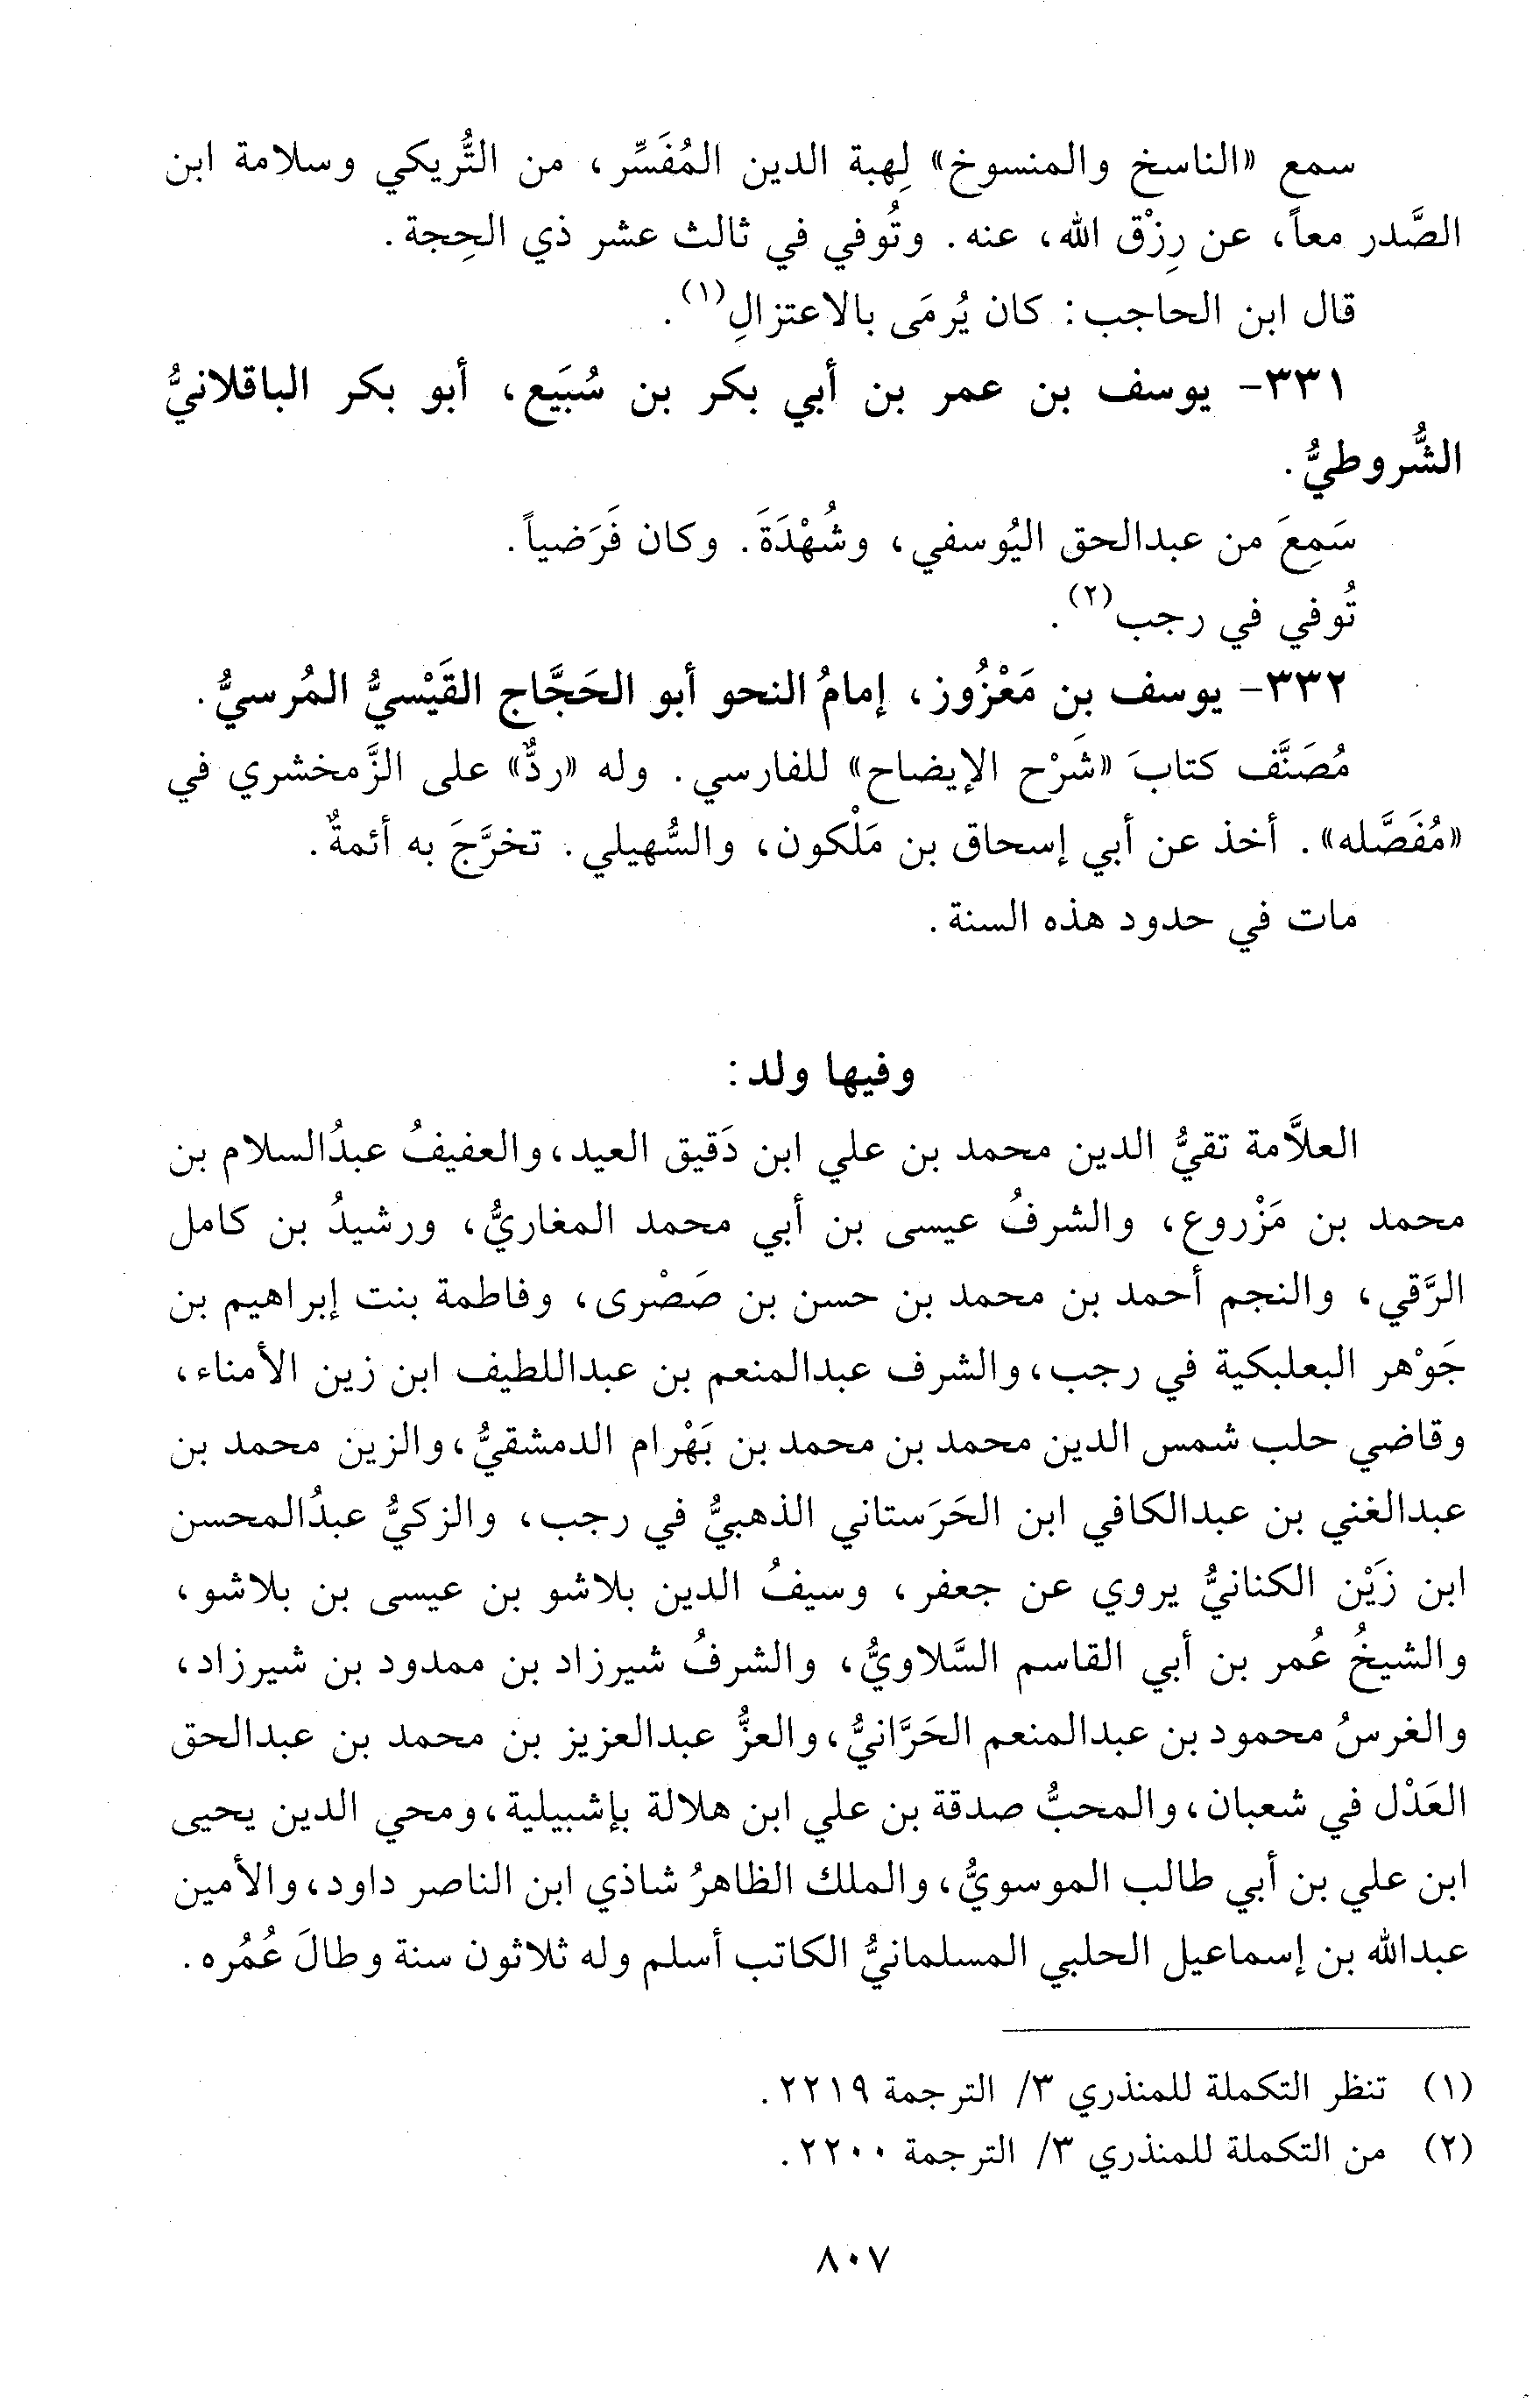 سمع «الناسخ والمنسوخ» لِهبة الدين المُفَسِّر، من التُّريكي وسلامة ابن
الصَّدر معاً، عن رِزْق الله، عنه. وتُوفي في ثالث عشر ذي الحِجة.
قال ابن الحاجب: كان يُرمَى بالاعتزالِ(١).
٣٣١- يوسف بن عمر بن أبي بكر بن سُبَيَع، أبو بكر الباقلانيُّ
الشُّروطيُّ.
سَمِعَ من عبدالحق اليُوسفي، وشُهْدَةَ. وكان فَرَضياً.
تُوفي في رجب(٢).
٣٣٢- يوسف بن مَعْزُوز، إمامُ النحو أبو الحَجَّاج القَيْسيُّ المُرسيُّ.
مُصَنَّف كتابَ «شَرْح الإيضاح» للفارسي. وله «ردٌّ» على الزَّمخشري في
«مُفَصَّله». أخذ عن أبي إسحاق بن مَلْكون، والسُّهيلي. تخرَّجَ به أئمةٌ.
مات في حدود هذه السنة.
وفيها ولد:
العلاَّمة تقيُّ الدين محمد بن علي ابن دَقيق العيد، والعفيفُ عبدُالسلام بن
محمد بن مَزْروع، والشرفُ عيسى بن أبي محمد المغاريُّ، ورشيدُ بن كامل
الرَّقي، والنجم أحمد بن محمد بن حسن بن صَصْرى، وفاطمة بنت إبراهيم بن
جَوْهر البعلبكية في رجب، والشرف عبدالمنعم بن عبداللطيف ابن زين الأمناء،
وقاضي حلب شمس الدين محمد بن محمد بن بَهْرام الدمشقيُّ، والزين محمد بن
عبدالغني بن عبدالكافي ابن الحَرَستاني الذهبيُّ في رجب، والزكيُّ عبدُالمحسن
ابن زَيْن الكنانيُّ يروي عن جعفر، وسيفُ الدين بلاشو بن عيسى بن بلاشو،
والشيخُ عُمر بن أبي القاسم السَّلاويُّ، والشرفُ شيرزاد بن ممدود بن شيرزاد،
والغرسُ محمود بن عبدالمنعم الحَرَّانيُّ، والعزُّ عبدالعزيز بن محمد بن عبدالحق
العَدْل في شعبان، والمحبُّ صدقة بن علي ابن هلالة بإشبيلية، ومحي الدين يحيى
ابن علي بن أبي طالب الموسويُّ، والملك الظاهرُ شاذي ابن الناصر داود، والأمين
عبدالله بن إسماعيل الحلبي المسلمانيُّ الكاتب أسلم وله ثلاثون سنة وطالَ عُمُره.
(١) تنظر التكملة للمنذري ٣/ الترجمة ٢٢١٩.
(٢) من التكملة للمنذري ٣/ الترجمة ٢٢٠٠.
٨٠٧